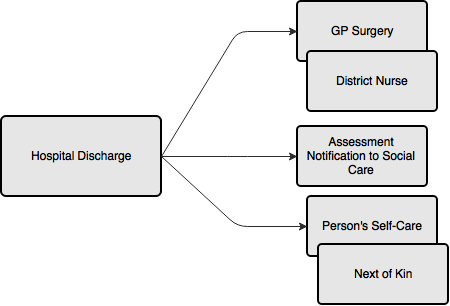 GP Surgery
District Nurse
Hospital Discharge
Assessment
Notification to Social
Care
Person's Self-Care
Next of Kin